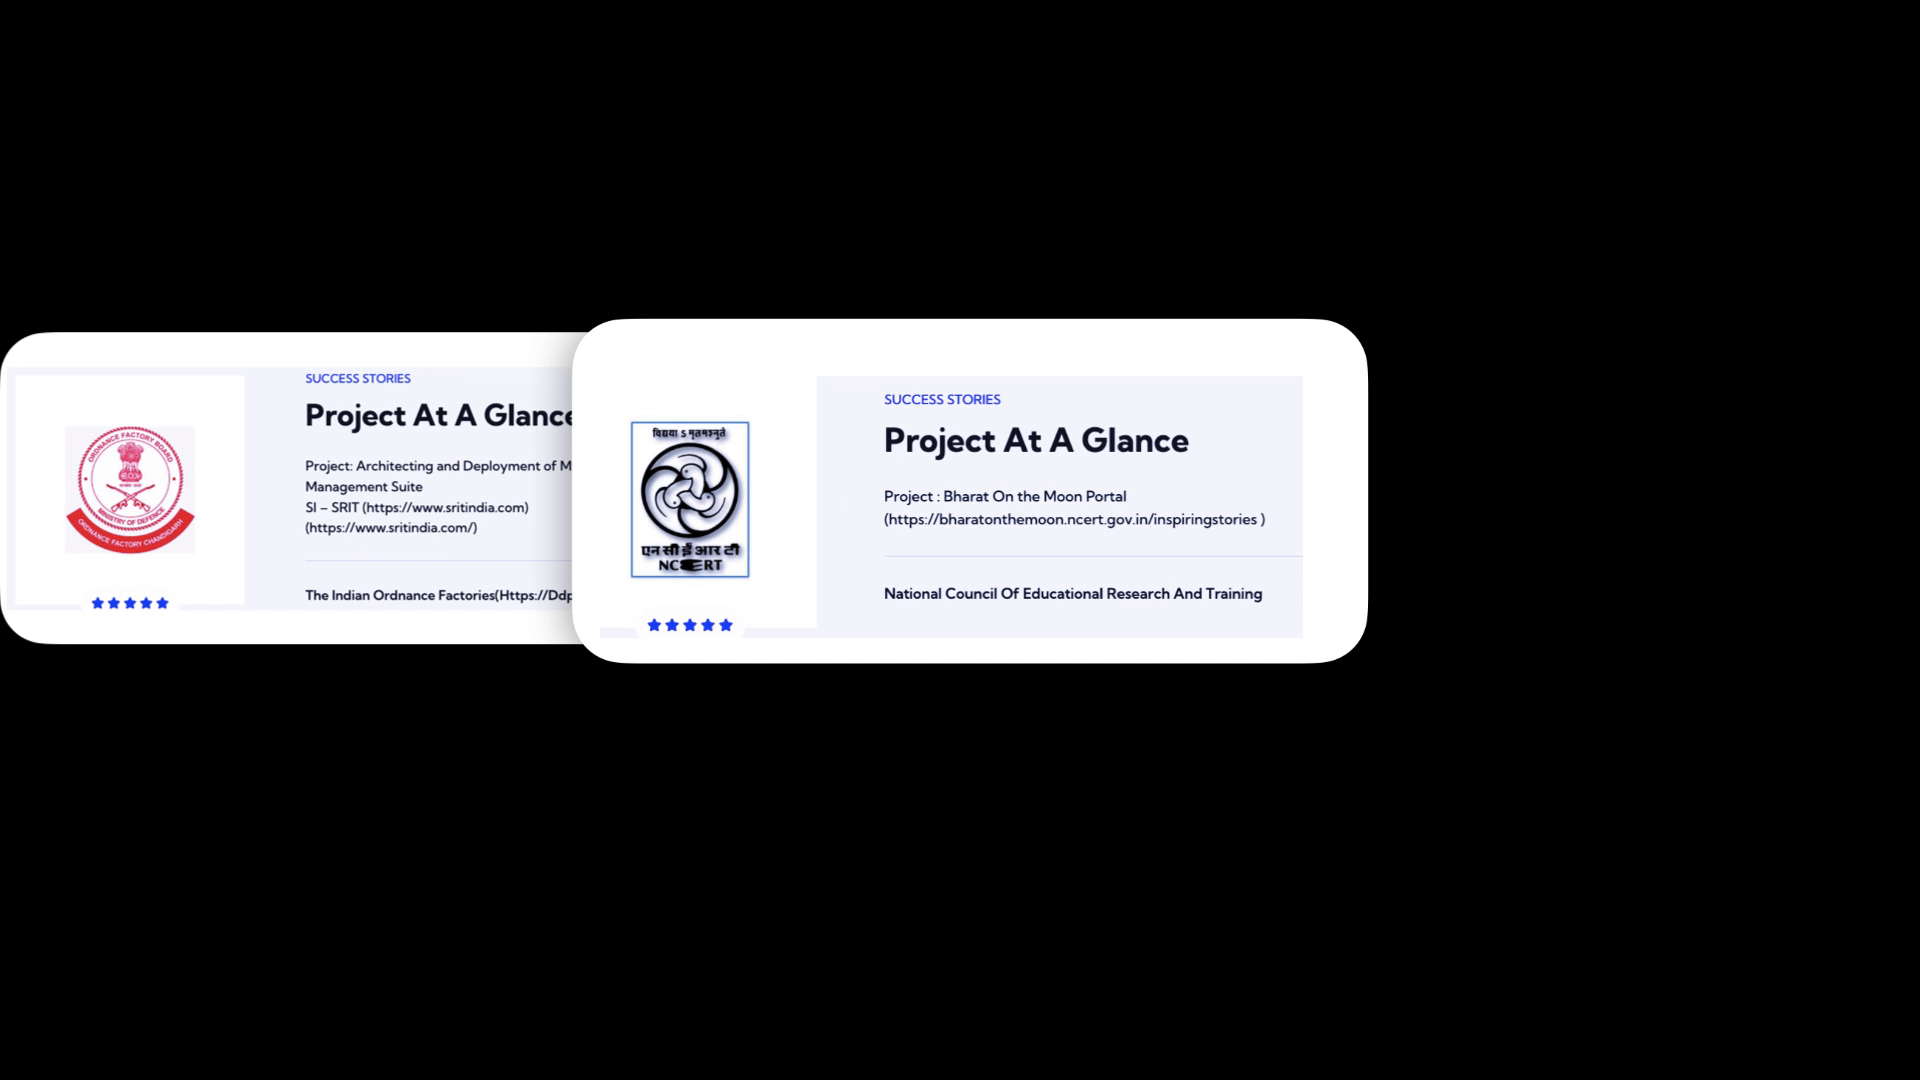 ORDNANCE FACTORY BOARD
MINISTRY OF DEFENCE
ORDNANCE FACTORY CHANDIGARH
SUCCESS STORIES
Project At A Glance
Project: Architecting and Deployment of M
Management Suite
SI – SRIT (https://www.sritindia.com)
(https://www.sritindia.com/)
The Indian Ordnance Factories(Https://Ddp
विद्यया ऽ मृतमश्नुते
एन सी ई आर टी
NCERT
SUCCESS STORIES
Project At A Glance
Project : Bharat On the Moon Portal
(https://bharatonthemoon.ncert.gov.in/inspiringstories )
National Council Of Educational Research And Training